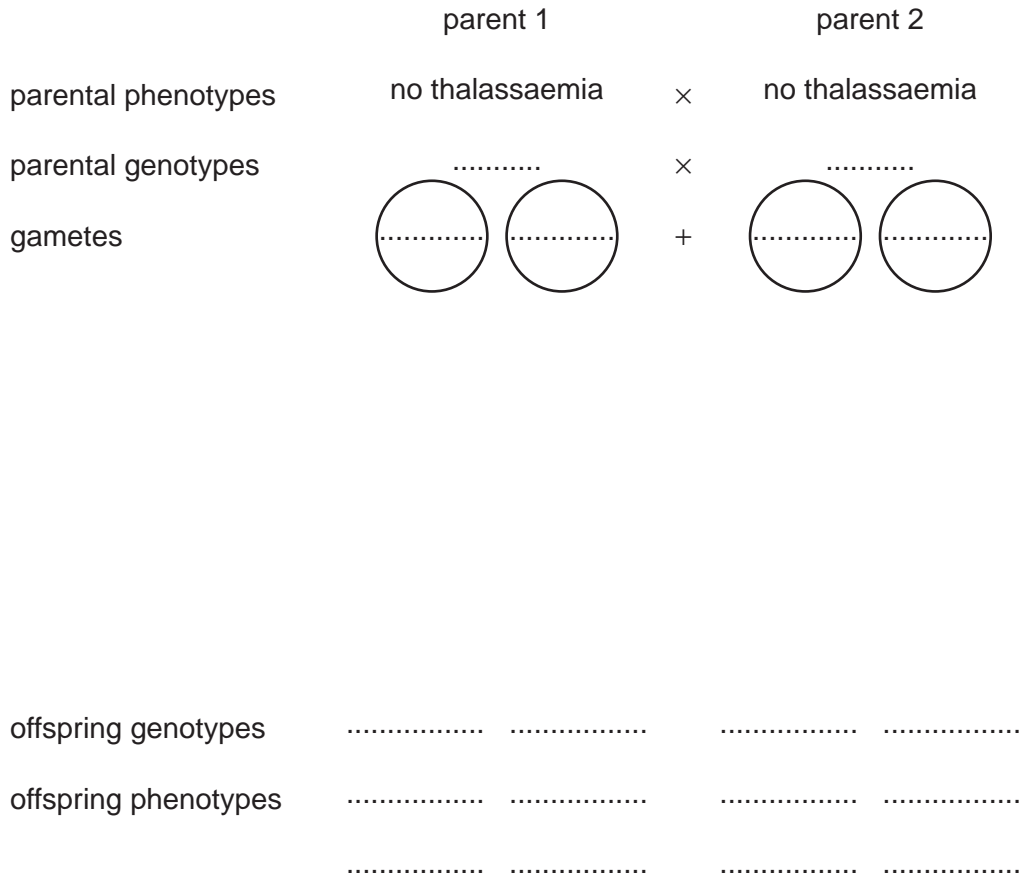 parent 1 parent 2
parental phenotypes no thalassaemia × no thalassaemia
parental genotypes ........... × ...........
gametes ............. ............. + ............. .............
offspring genotypes ................. ................. ................. .................
offspring phenotypes ................. ................. ................. .................
................. ................. ................. .................